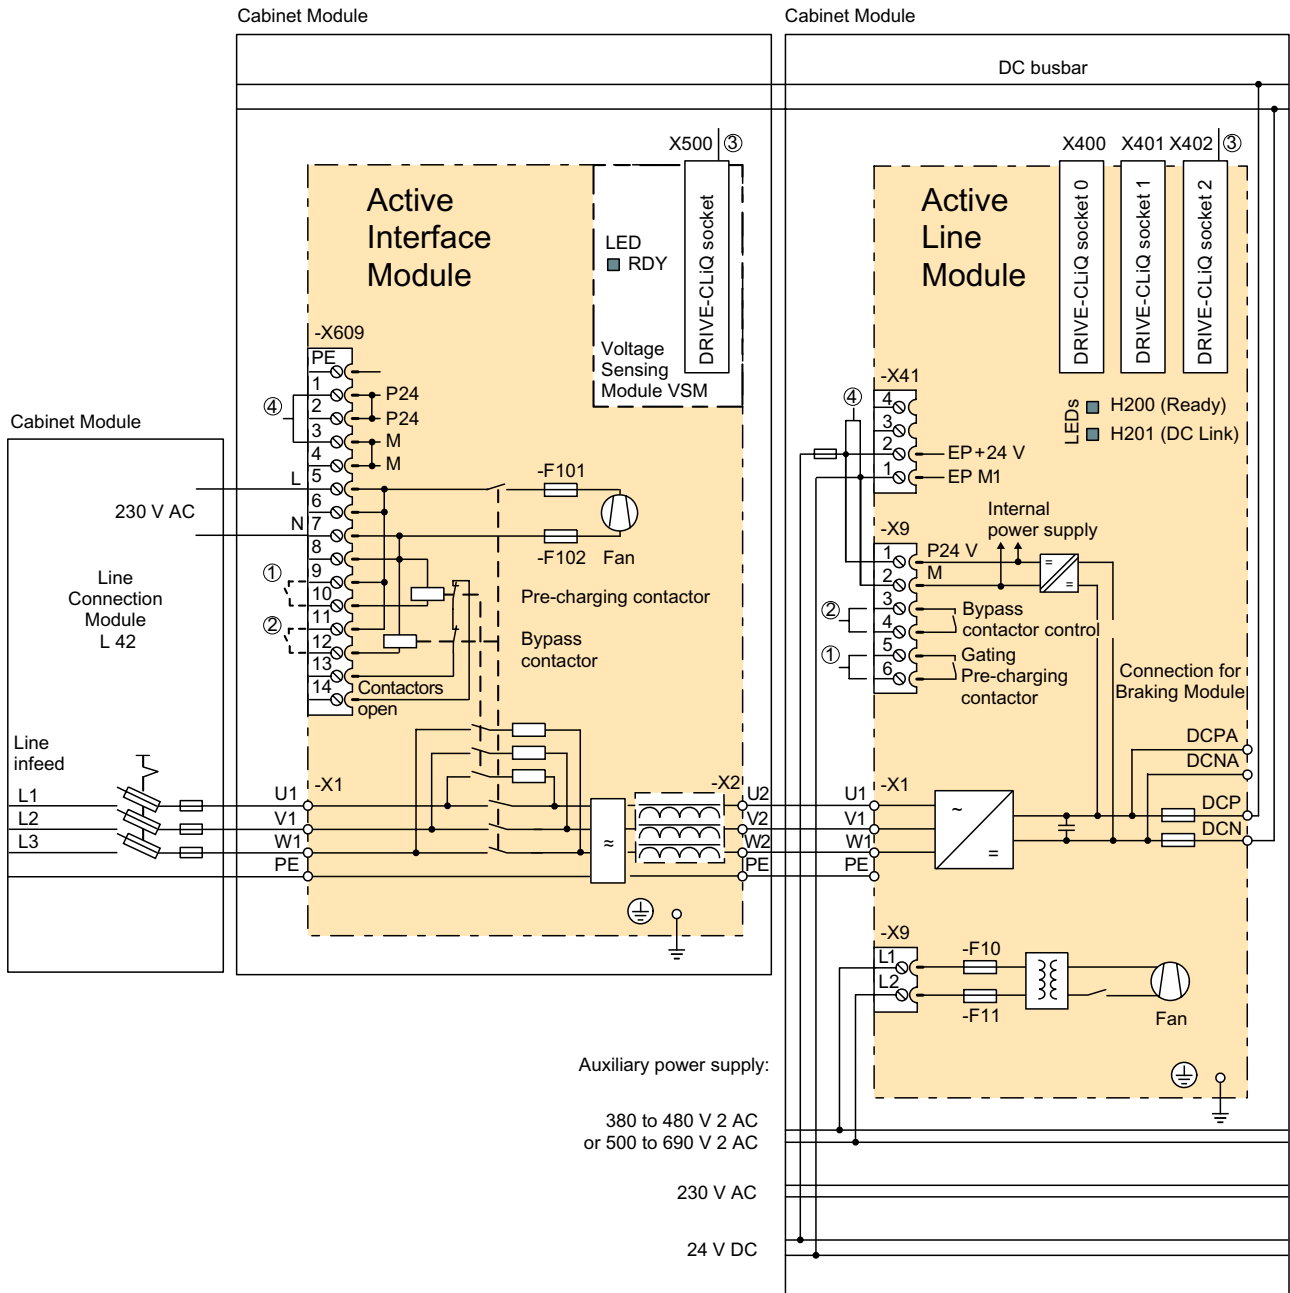 Cabinet Module
Cabinet Module
DC busbar
X500 ③
X400 X401 X402 ③
Active
Interface
Module
LED
RDY
DRIVE-CLiQ socket
Voltage
Sensing
Module VSM
Active
Line
Module
DRIVE-CLiQ socket 0
DRIVE-CLiQ socket 1
DRIVE-CLiQ socket 2
LEDs
H200 (Ready)
H201 (DC Link)
-X609
PE
1 P24
④
2 P24
3 M
4 M
5
6
7
8
9
10
11
12
13
14
①
②
L
N
-F101
-F102
Fan
Pre-charging contactor
Bypass
contactor
Contactors
open
Cabinet Module
230 V AC
Line
Connection
Module
L 42
Line
infeed
L1
L2
L3
-X41
④
4
3
2 EP+24 V
1 EP M1
-X9
Internal
power supply
1 P24 V
2 M
②
3 Bypass
4 contactor control
①
5 Gating
6 Pre-charging
contactor
=
=
Connection for
Braking Module
DCPA
DCNA
DCP
DCN
-X1
U1
V1
W1
PE
≈
-X2
U2
V2
W2
PE
-X1
U1
V1
W1
PE
~
=
-X9
L1
L2
-F10
-F11
Fan
Auxiliary power supply:
380 to 480 V 2 AC
or 500 to 690 V 2 AC
230 V AC
24 V DC